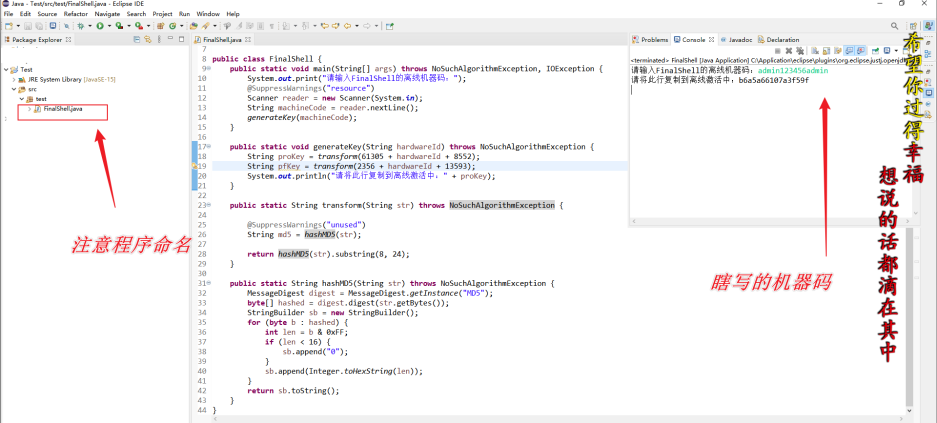 Java - Test/src/test/FinalShell.java - Eclipse IDE
File Edit Source Refactor Navigate Search Project Run Window Help
Package Explorer
Test
JRE System Library [JavaSE-15]
src
test
FinalShell.java
注意程序命名
FinalShell.java
7
8 public class FinalShell {
9 public static void main(String[] args) throws NoSuchAlgorithmException, IOException {
10 System.out.print("请输入FinalShell的离线机器码：");
11 @SuppressWarnings("resource")
12 Scanner reader = new Scanner(System.in);
13 String machineCode = reader.nextLine();
14 generateKey(machineCode);
15 }
16
17 public static void generateKey(String hardwareId) throws NoSuchAlgorithmException {
18 String proKey = transform(61305 + hardwareId + 8552);
19 String pfKey = transform(2356 + hardwareId + 13593);
20 System.out.println("请将此行复制到离线激活中：" + proKey);
21 }
22
23 public static String transform(String str) throws NoSuchAlgorithmException {
24
25 @SuppressWarnings("unused")
26 String md5 = hashMD5(str);
27
28 return hashMD5(str).substring(8, 24);
29 }
30
31 public static String hashMD5(String str) throws NoSuchAlgorithmException {
32 MessageDigest digest = MessageDigest.getInstance("MD5");
33 byte[] hashed = digest.digest(str.getBytes());
34 StringBuilder sb = new StringBuilder();
35 for (byte b : hashed) {
36 int len = b & 0xFF;
37 if (len < 16) {
38 sb.append("0");
39 }
40 sb.append(Integer.toHexString(len));
41 }
42 return sb.toString();
43 }
44 }
Problems Console Javadoc Declaration
<terminated> FinalShell [Java Application] C:\Application\eclipse\plugins\org.eclipse.justj.openjdk
请输入FinalShell的离线机器码：admin123456admin
请将此行复制到离线激活中：b6a5a66107a3f59f
瞎写的机器码
希望你过得幸福
想说的话都滴在其中